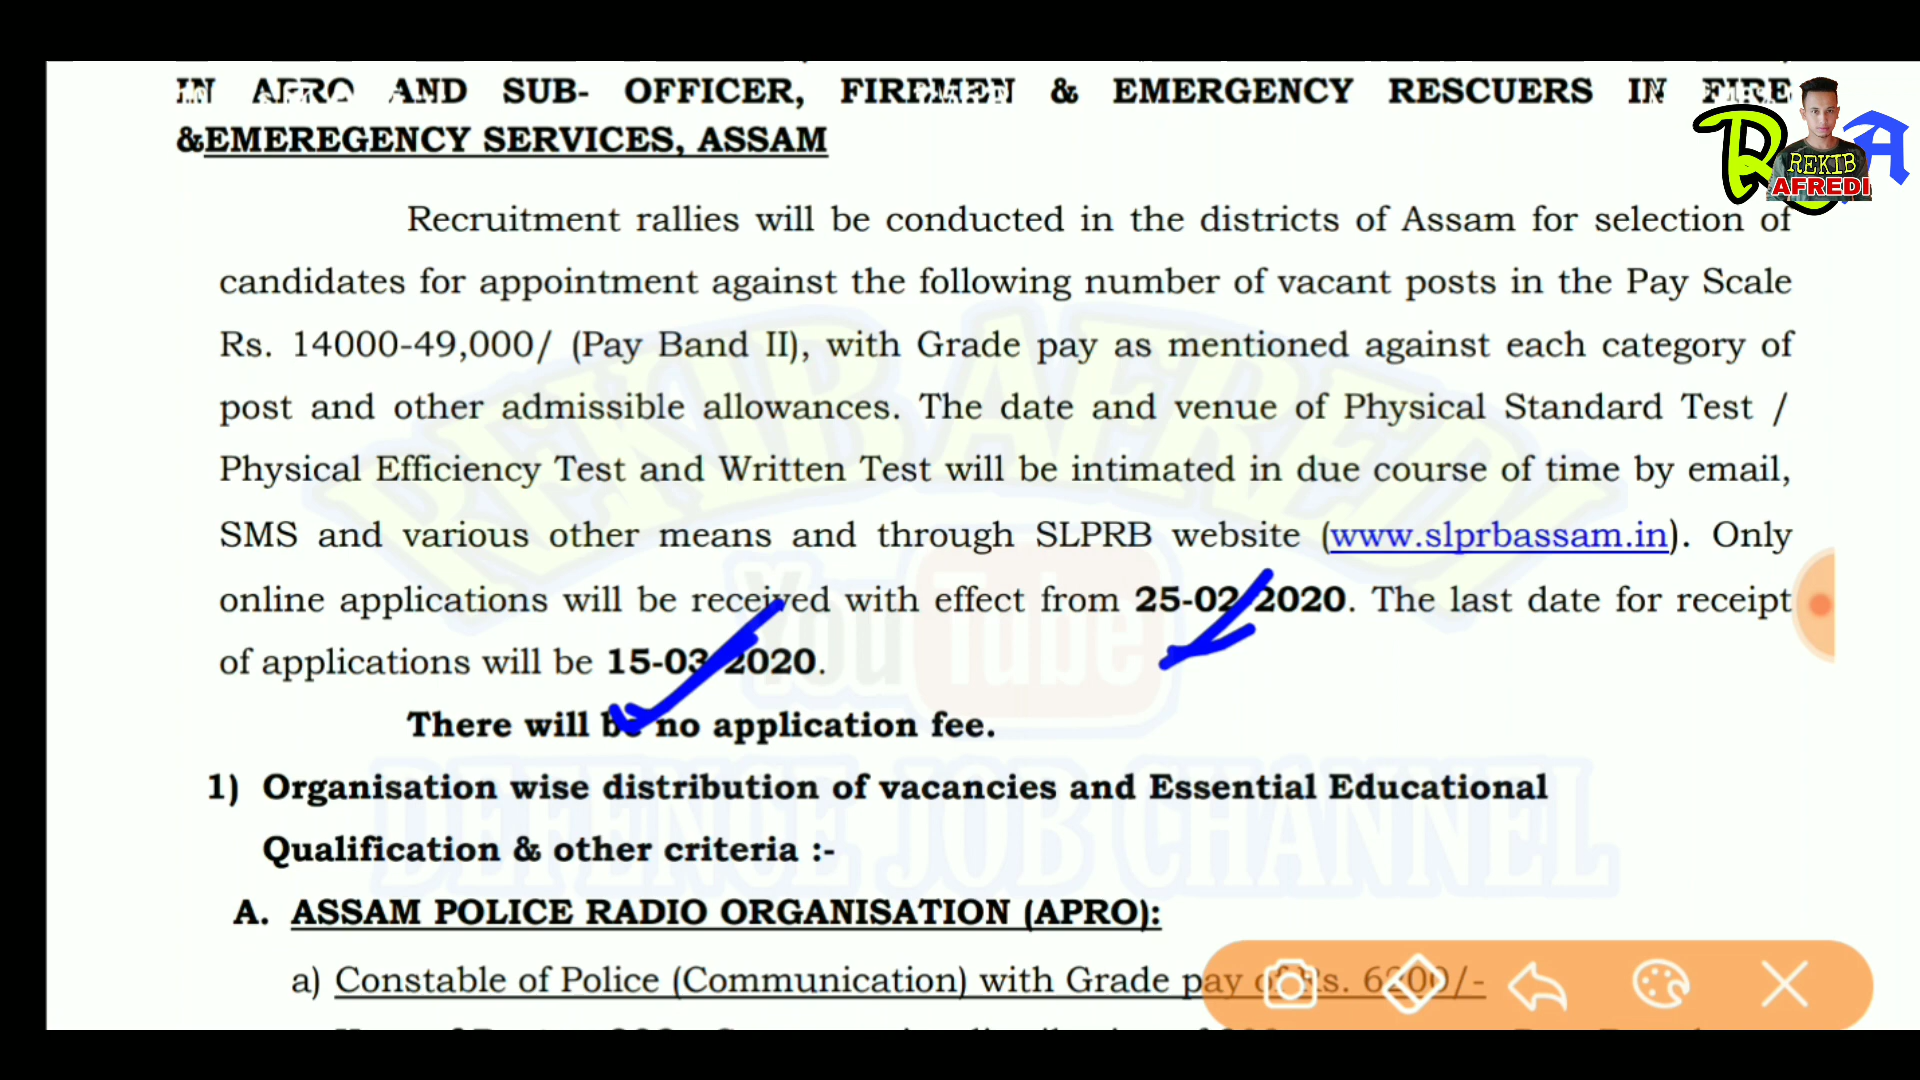 IN APRO AND SUB- OFFICER, FIREMEN & EMERGENCY RESCUERS IN FIRE
&EMEREGENCY SERVICES, ASSAM
R A
REKIB
AFREDI
Recruitment rallies will be conducted in the districts of Assam for selection of
candidates for appointment against the following number of vacant posts in the Pay Scale
Rs. 14000-49,000/ (Pay Band II), with Grade pay as mentioned against each category of
post and other admissible allowances. The date and venue of Physical Standard Test /
Physical Efficiency Test and Written Test will be intimated in due course of time by email,
SMS and various other means and through SLPRB website (www.slprbassam.in). Only
online applications will be received with effect from 25-02-2020. The last date for receipt
of applications will be 15-03-2020.
There will be no application fee.
1) Organisation wise distribution of vacancies and Essential Educational
Qualification & other criteria :-
A. ASSAM POLICE RADIO ORGANISATION (APRO):
a) Constable of Police (Communication) with Grade pay of Rs. 6200/-
REKIB AFREDI
YouTube
DEFENCE JOB CHANNEL